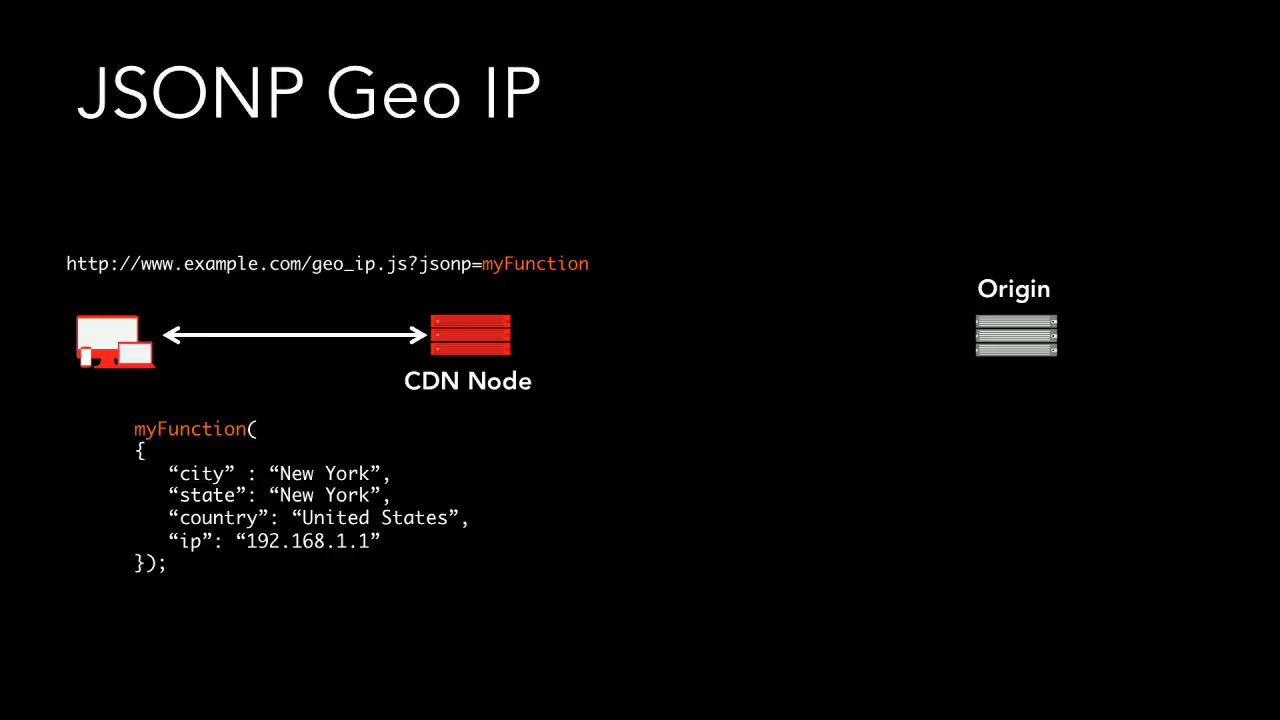 JSONP Geo IP
http://www.example.com/geo_ip.js?jsonp=myFunction
Origin
CDN Node
myFunction(
{
“city” : “New York”,
“state”: “New York”,
“country”: “United States”,
“ip”: “192.168.1.1”
});